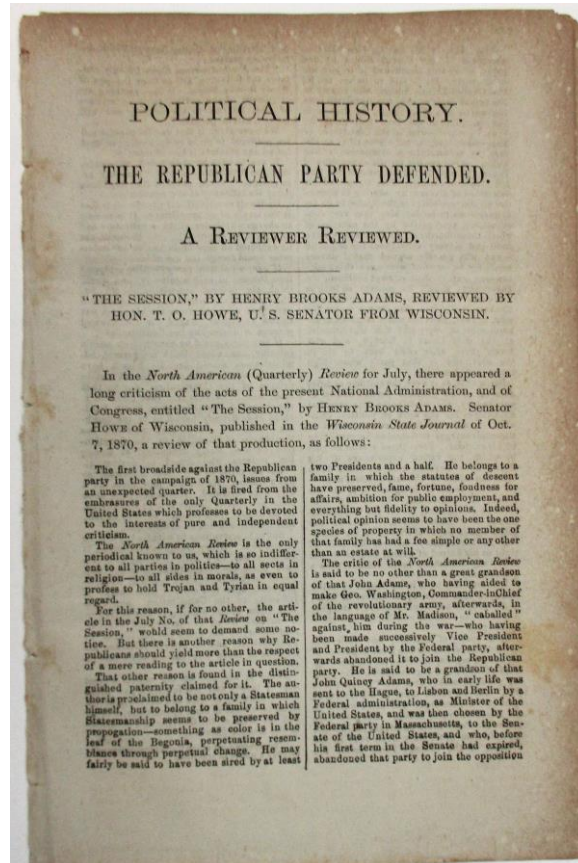 POLITICAL HISTORY.
THE REPUBLICAN PARTY DEFENDED.
A REVIEWER REVIEWED.
"THE SESSION," BY HENRY BROOKS ADAMS, REVIEWED BY
HON. T. O. HOWE, U. S. SENATOR FROM WISCONSIN.
In the North American (Quarterly) Review for July, there appeared a
long criticism of the acts of the present National Administration, and of
Congress, entitled "The Session," by HENRY BROOKS ADAMS. Senator
HOWE of Wisconsin, published in the Wisconsin State Journal of Oct.
7, 1870, a review of that production, as follows:
The first broadside against the Republican
party in the campaign of 1870, issues from
an unexpected quarter. It is fired from the
embrasures of the only Quarterly in the
United States which professes to be devoted
to the interests of pure and independent
criticism.
The North American Review is the only
periodical known to us, which is so indiffer-
ent to all parties in politics—to all sects in
religion—to all sides in morals, as even to
profess to hold Trojan and Tyrian in equal
regard.
For this reason, if for no other, the arti-
cle in the July No. of that Review on "The
Session," would seem to demand some no-
tice. But there is another reason why Re-
publicans should yield more than the respect
of a mere reading to the article in question.
That other reason is found in the distin-
guished paternity claimed for it. The au-
thor is proclaimed to be not only a Statesman
himself, but to belong to a family in which
Statesmanship seems to be preserved by
propogation—something as color is in the
leaf of the Begonia, perpetuating resem-
blance through perpetual change. He may
fairly be said to have been sired by at least
two Presidents and a half. He belongs to a
family in which the statutes of descent
have preserved, fame, fortune, fondness for
affairs, ambition for public employment, and
everything but fidelity to opinions. Indeed,
political opinion seems to have been the one
species of property in which no member of
that family has had a fee simple or any other
than an estate at will.
The critic of the North American Review
is said to be no other than a great grandson
of that John Adams, who having aided to
make Geo. Washington, Commander-inChief
of the revolutionary army, afterwards, in
the language of Mr. Madison, "caballed"
against him during the war—who having
been made successively Vice President
and President by the Federal party, after-
wards abandoned it to join the Republican
party. He is said to be a grandson of that
John Quincy Adams, who in early life was
sent to the Hague, to Lisbon and Berlin by a
Federal administration, as Minister of the
United States, and was then chosen by the
Federal party in Massachusetts, to the Sen-
ate of the United States, and who, before
his first term in the Senate had expired,
abandoned that party to join the opposition